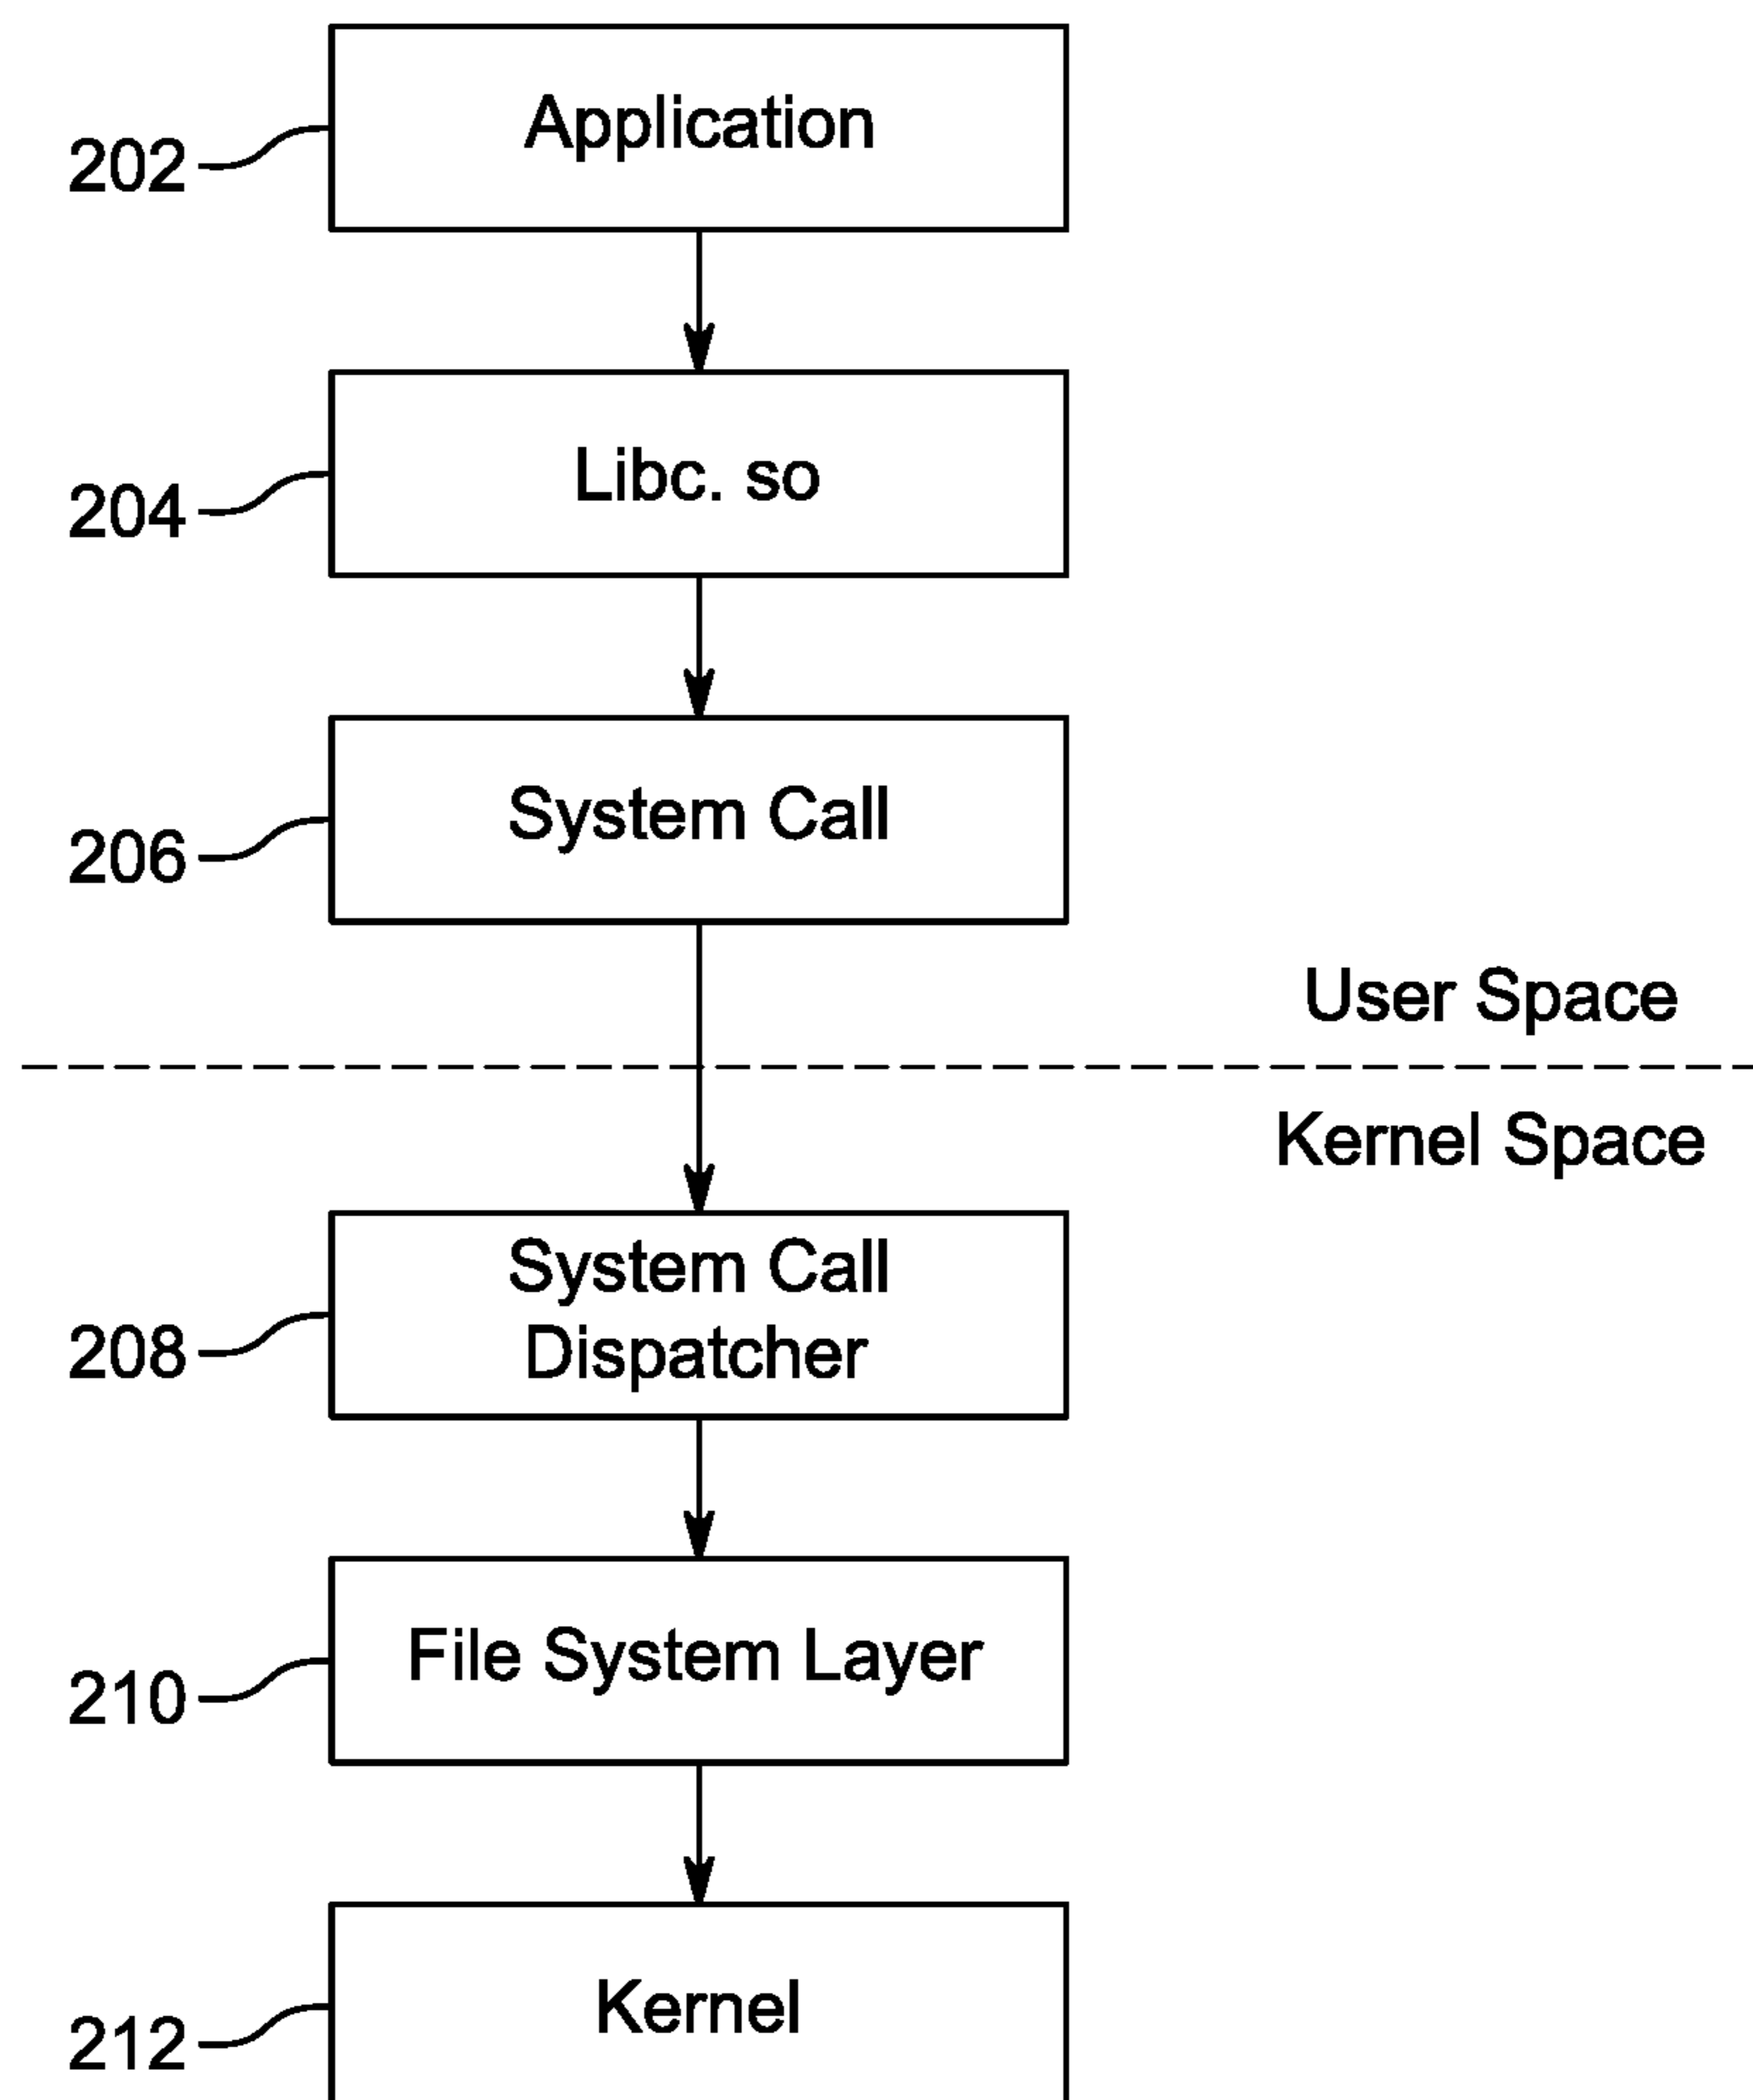 Application
202
Libc. so
204
System Call
206
User Space
Kernel Space
System Call
Dispatcher
208
File System Layer
210
Kernel
212